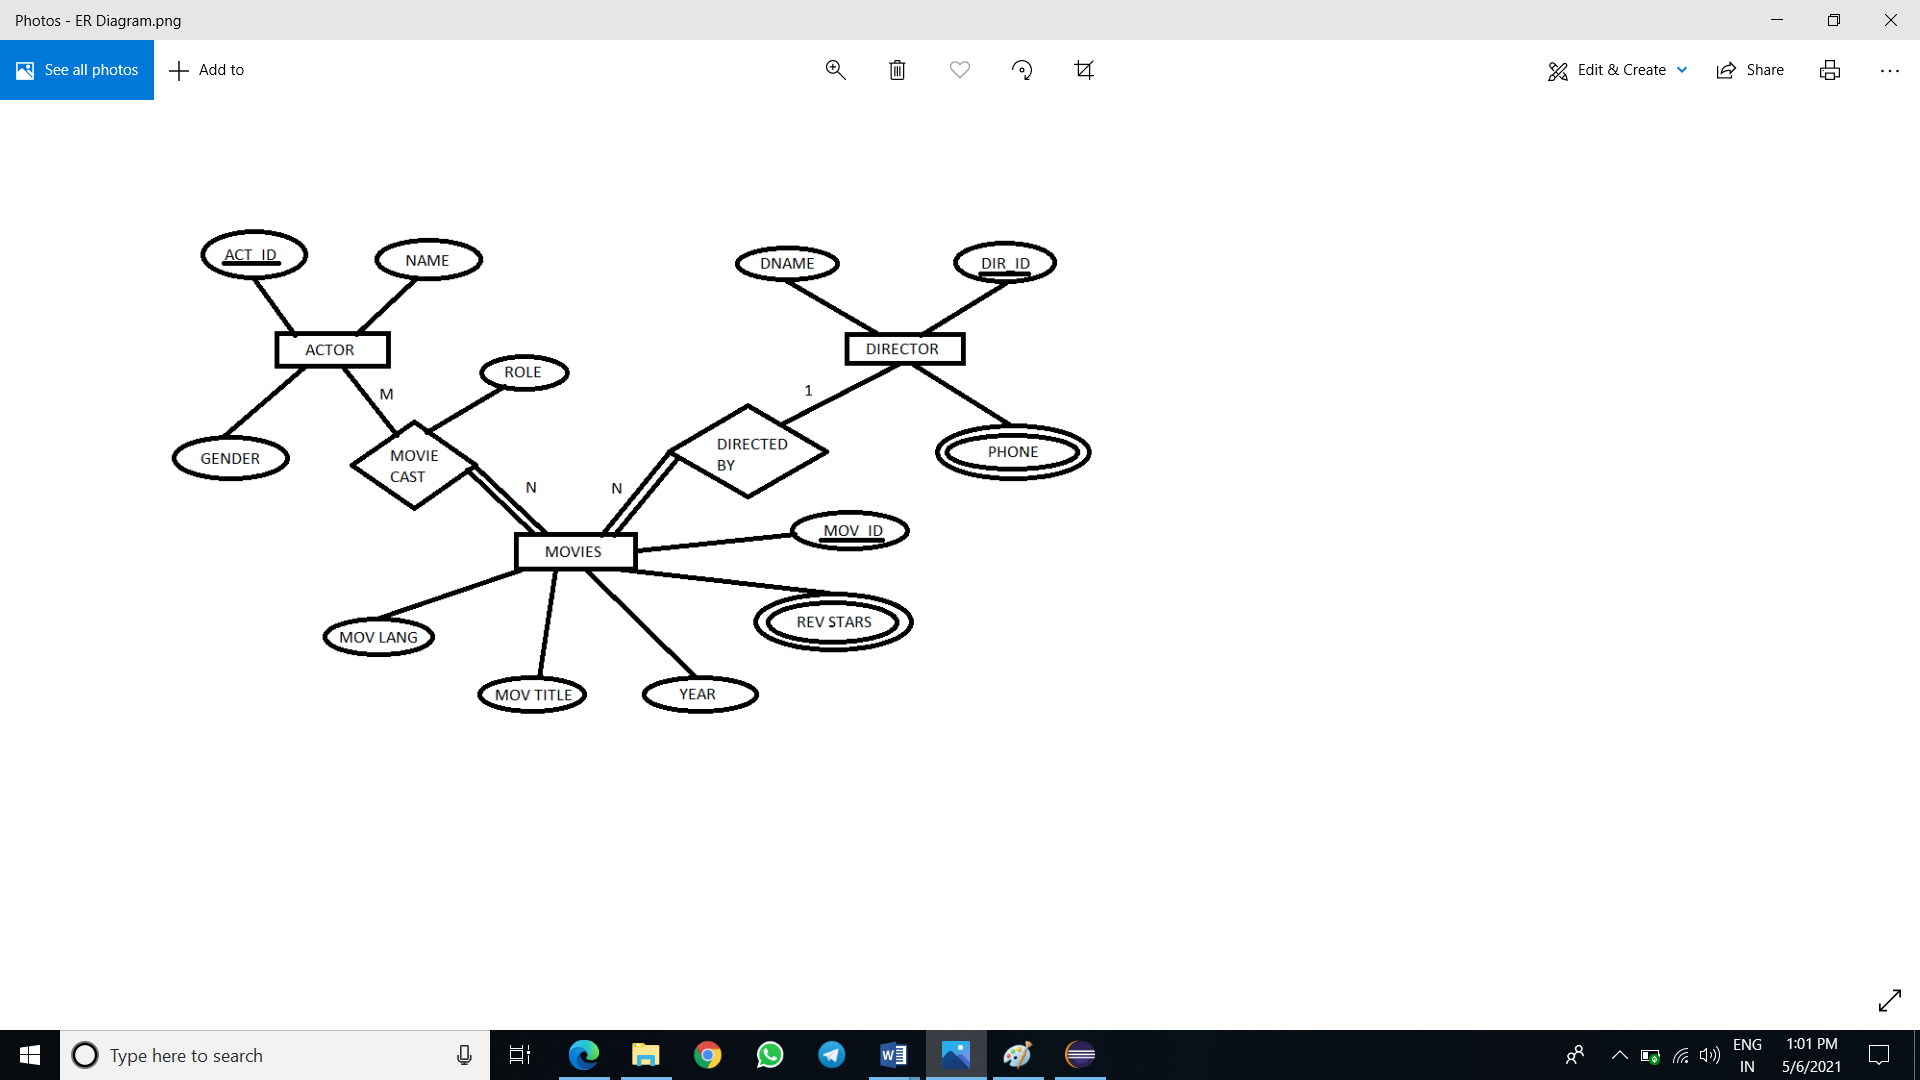 Photos - ER Diagram.png
See all photos
Add to
Edit & Create
Share
ACT_ID
NAME
DNAME
DIR_ID
ACTOR
DIRECTOR
ROLE
M
1
GENDER
MOVIE
CAST
DIRECTED
BY
PHONE
N
N
MOV_ID
MOVIES
REV STARS
MOV LANG
MOV TITLE
YEAR
Type here to search
W
ENG
IN
1:01 PM
5/6/2021